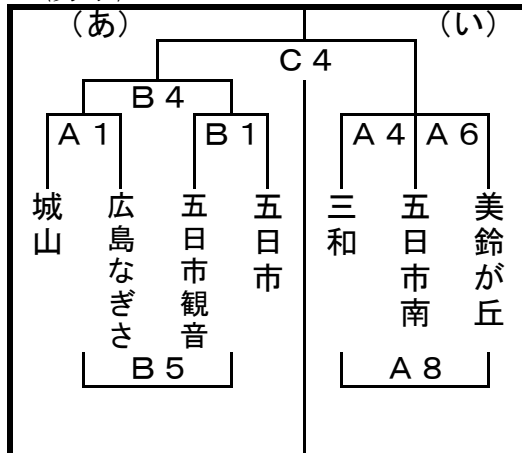 （あ）
（い）
Ｃ４
Ｂ４
Ａ１
Ｂ１
Ａ４
Ａ６
城山
広島なぎさ
五日市観音
五日市
三和
五日市南
美鈴が丘
Ｂ５
Ａ８